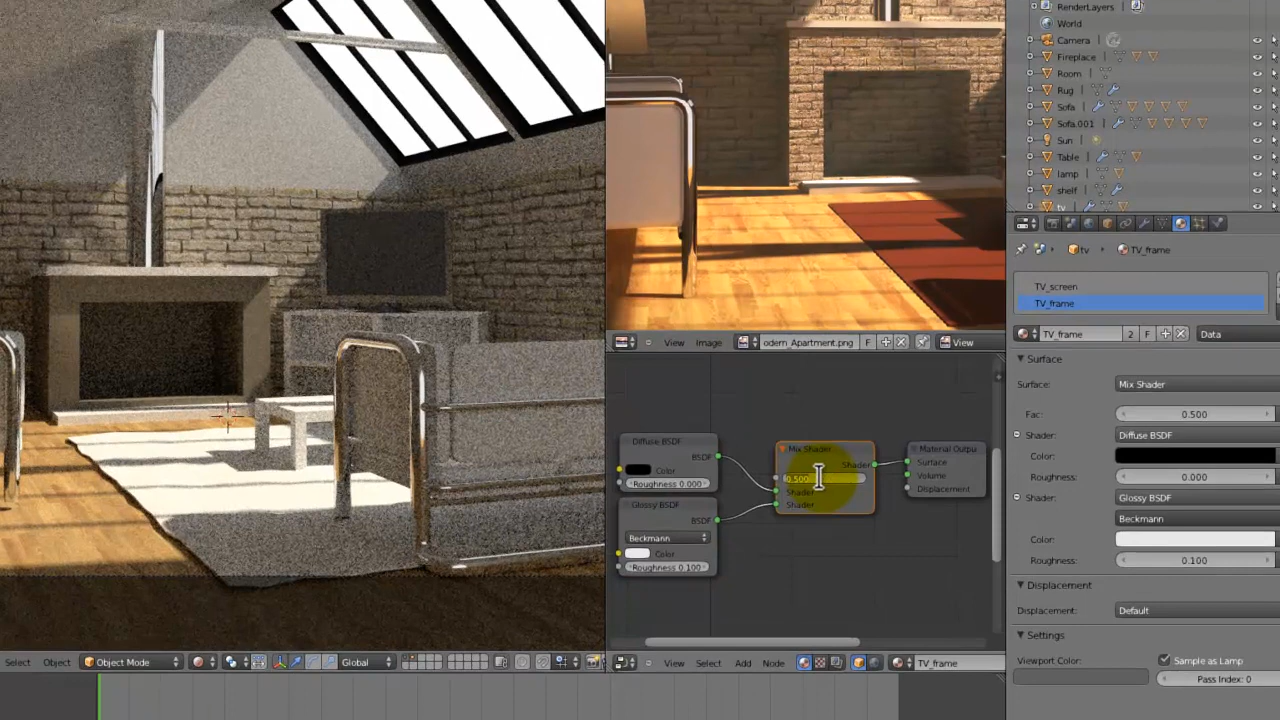 RenderLayers
World
Camera
Fireplace
Room
Rug
Sofa
Sofa.001
Sun
Table
lamp
shelf
tv
tv TV_frame
TV_screen
TV_frame
TV_frame 2 F Data
Surface
Surface: Mix Shader
Fac: 0.500
Shader: Diffuse BSDF
Color:
Roughness: 0.000
Shader: Glossy BSDF
Beckmann
Color:
Roughness: 0.100
Displacement
Displacement: Default
Settings
Viewport Color: Sample as Lamp
Pass Index: 0
View Image odern_Apartment.png F View
Diffuse BSDF
BSDF
Color
Roughness 0.000
Glossy BSDF
BSDF
Beckmann
Color
Roughness 0.100
Mix Shader
Shader
0.500
Shader
Shader
Material Outpu
Surface
Volume
Displacement
View Select Add Node TV_frame
Select Object Object Mode Global